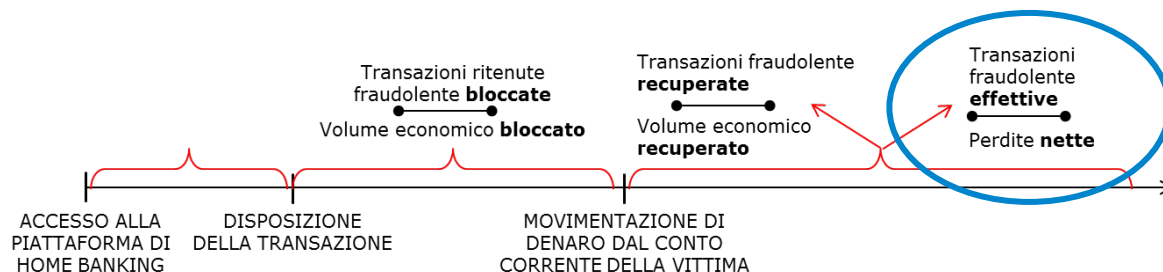 Transazioni ritenute
fraudolente bloccate
Volume economico bloccato
Transazioni fraudolente
recuperate
Volume economico
recuperato
Transazioni
fraudolente
effettive
Perdite nette
ACCESSO ALLA
PIATTAFORMA DI
HOME BANKING
DISPOSIZIONE
DELLA TRANSAZIONE
MOVIMENTAZIONE DI
DENARO DAL CONTO
CORRENTE DELLA VITTIMA